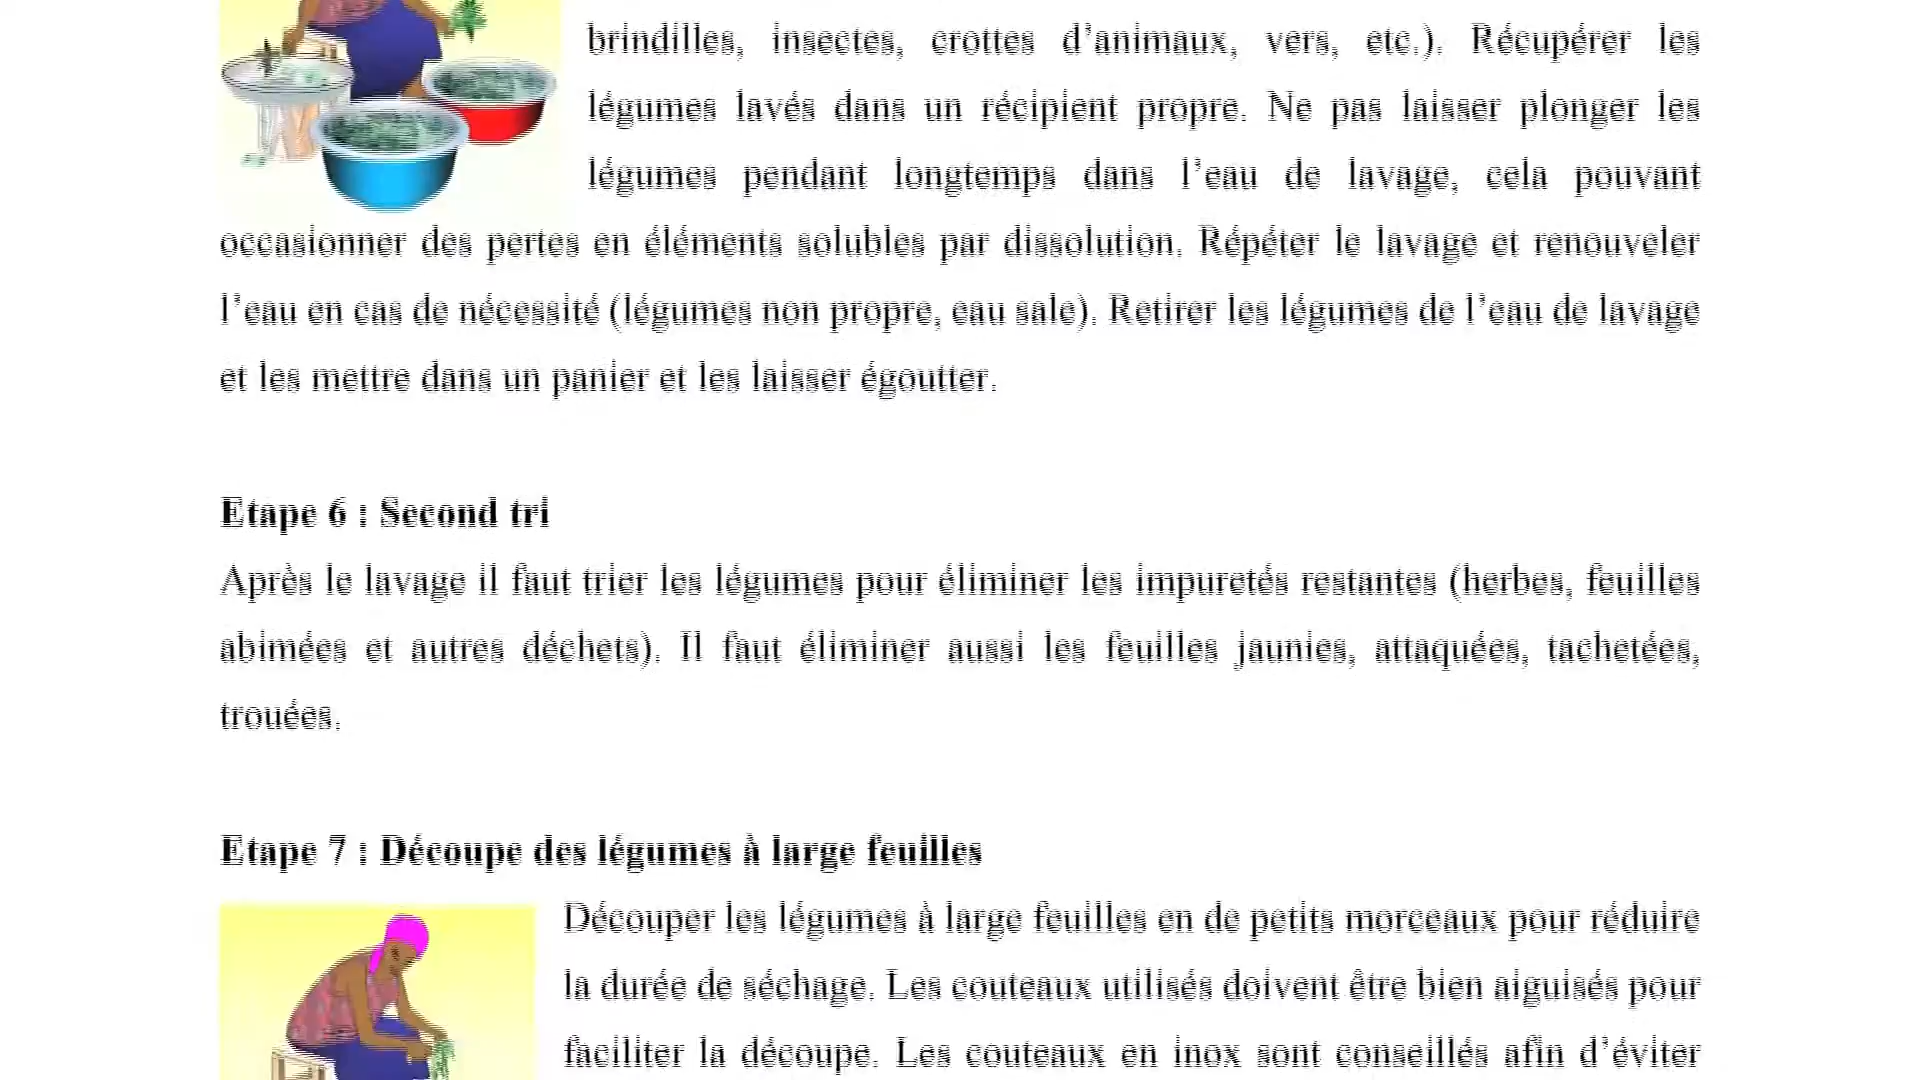 brindilles, insectes, crottes d’animaux, vers, etc.). Récupérer les
légumes lavés dans un récipient propre. Ne pas laisser plonger les
légumes pendant longtemps dans l’eau de lavage, cela pouvant
occasionner des pertes en éléments solubles par dissolution. Répéter le lavage et renouveler
l’eau en cas de nécessité (légumes non propre, eau sale). Retirer les légumes de l’eau de lavage
et les mettre dans un panier et les laisser égoutter.
Etape 6 : Second tri
Après le lavage il faut trier les légumes pour éliminer les impuretés restantes (herbes, feuilles
abimées et autres déchets). Il faut éliminer aussi les feuilles jaunies, attaquées, tachetées,
trouées.
Etape 7 : Découpe des légumes à large feuilles
Découper les légumes à large feuilles en de petits morceaux pour réduire
la durée de séchage. Les couteaux utilisés doivent être bien aiguisés pour
faciliter la découpe. Les couteaux en inox sont conseillés afin d’éviter